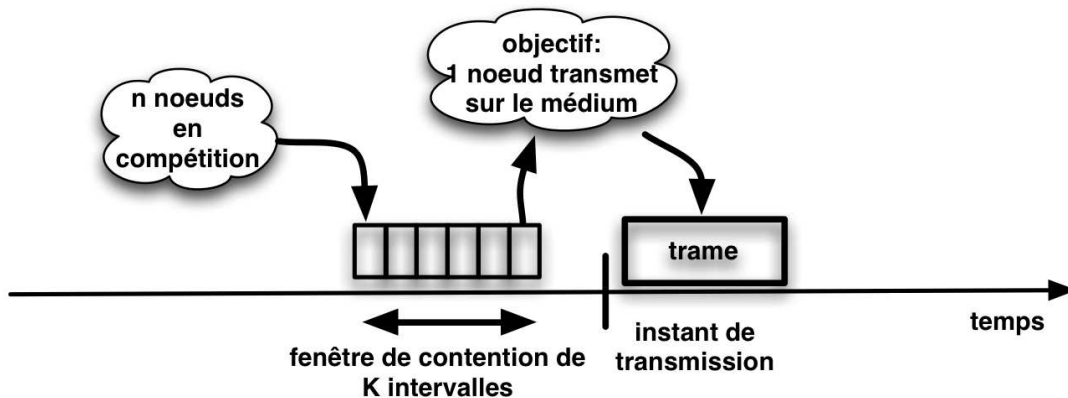 n noeuds
en
compétition
objectif:
1 noeud transmet
sur le médium
trame
temps
fenêtre de contention de
K intervalles
instant de
transmission